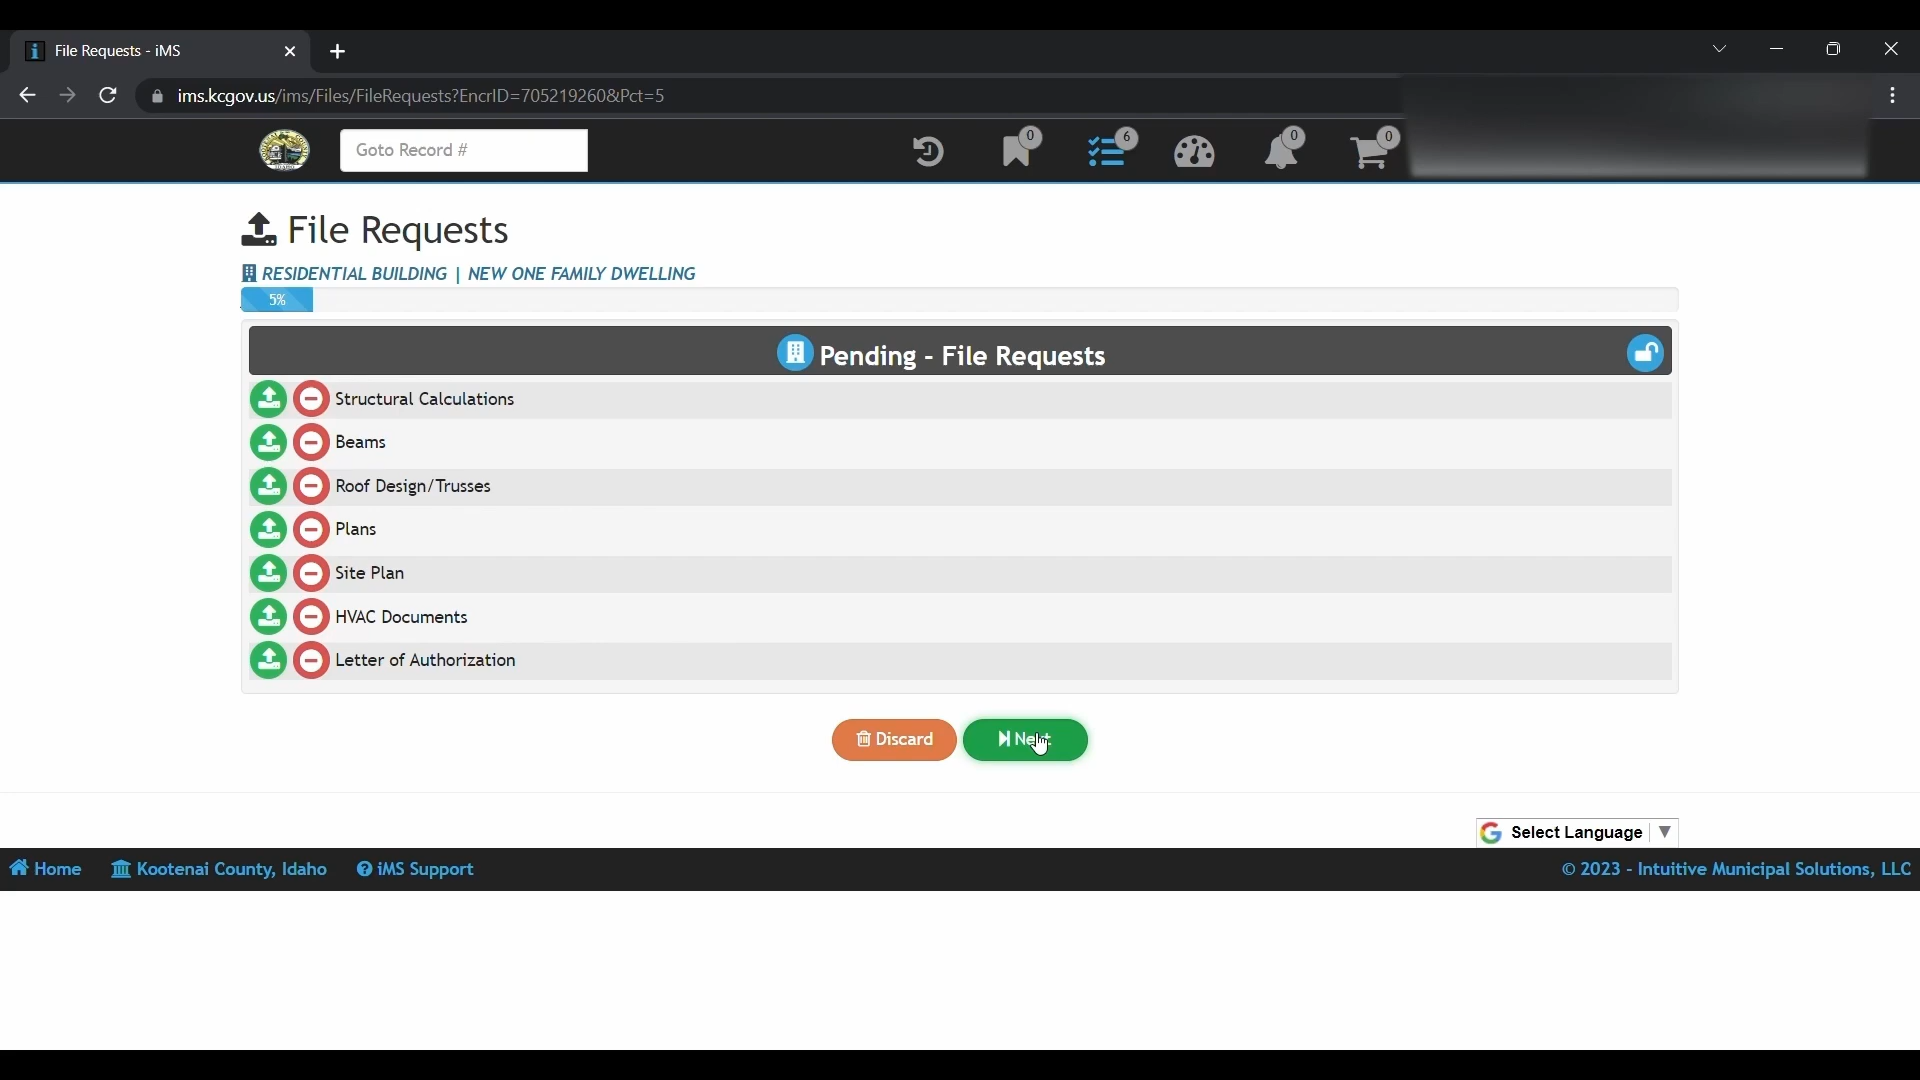 File Requests - iMS
ims.kcgov.us/ims/Files/FileRequests?EncrID=705219260&Pct=5
Goto Record #
0
6
0
0
File Requests
RESIDENTIAL BUILDING | NEW ONE FAMILY DWELLING
5%
Pending - File Requests
Structural Calculations
Beams
Roof Design/Trusses
Plans
Site Plan
HVAC Documents
Letter of Authorization
Discard
Next
Select Language
Home
Kootenai County, Idaho
iMS Support
© 2023 - Intuitive Municipal Solutions, LLC